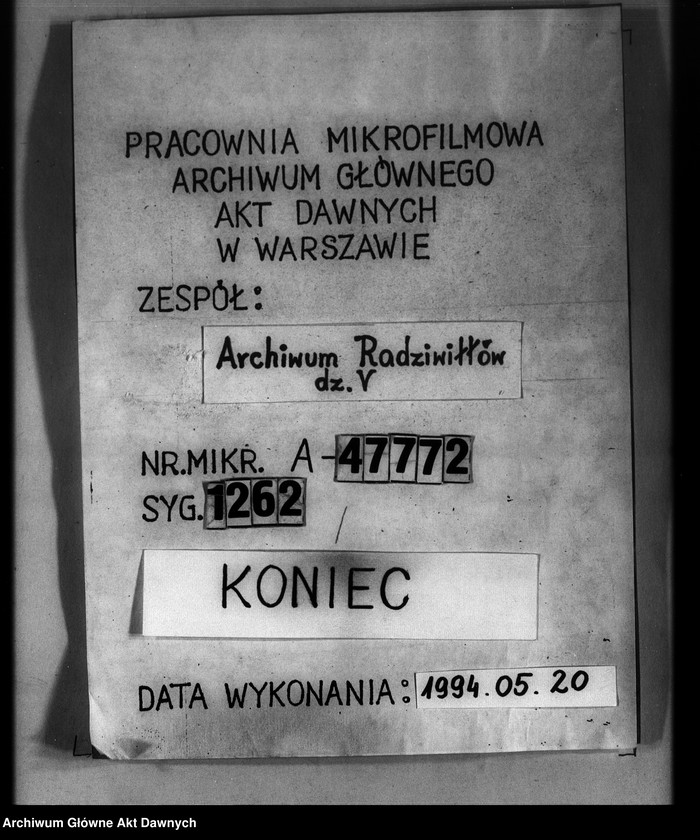 PRACOWNIA MIKROFILMOWA
ARCHIWUM GŁÓWNEGO
AKT DAWNYCH
W WARSZAWIE
ZESPÓŁ:
Archiwum Radziwiłłów
dz. V
NR. MIKR. A-47772
SYG. 1262
KONIEC
DATA WYKONANIA: 1994.05.20
Archiwum Główne Akt Dawnych